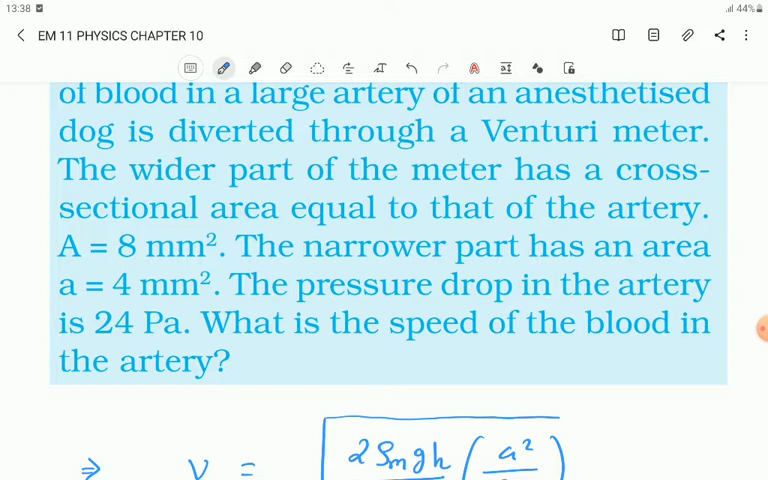 13:38
44%
EM 11 PHYSICS CHAPTER 10
of blood in a large artery of an anesthetised
dog is diverted through a Venturi meter.
The wider part of the meter has a cross-
sectional area equal to that of the artery.
A = 8 mm². The narrower part has an area
a = 4 mm². The pressure drop in the artery
is 24 Pa. What is the speed of the blood in
the artery?
⇒ v = √ 2 ρm g h ( a²